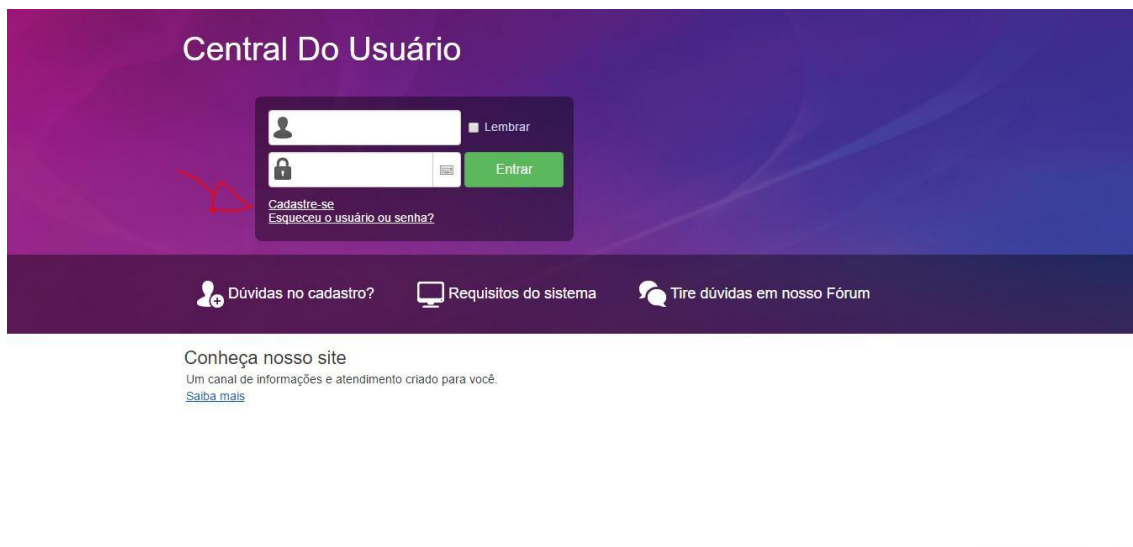 Central Do Usuário
Lembrar
Entrar
Cadastre-se
Esqueceu o usuário ou senha?
Dúvidas no cadastro?
Requisitos do sistema
Tire dúvidas em nosso Fórum
Conheça nosso site
Um canal de informações e atendimento criado para você.
Saiba mais